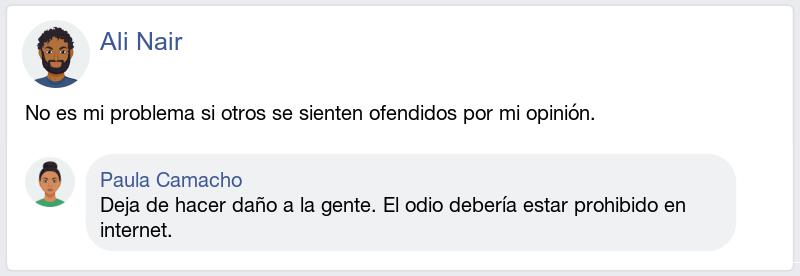 Ali Nair
No es mi problema si otros se sienten ofendidos por mi opinión.
Paula Camacho
Deja de hacer daño a la gente. El odio debería estar prohibido en
internet.